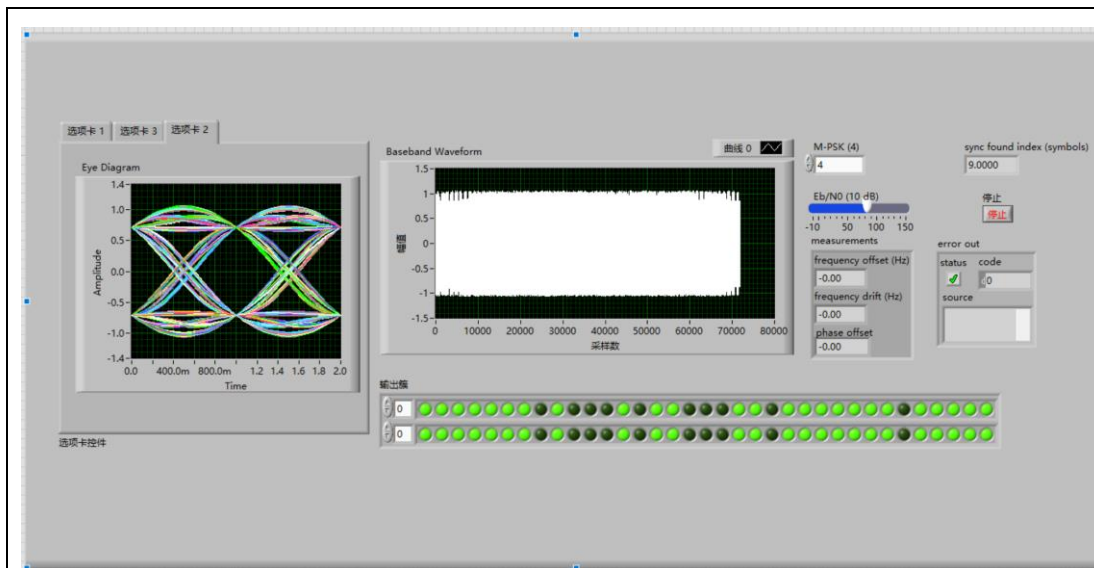 选项卡 1 选项卡 3 选项卡 2
Eye Diagram
1.4
1.0
0.5
0.0
-0.5
-1.0
-1.4
Amplitude
0.0 400.0m 800.0m 1.2 1.4 1.6 1.8 2.0
Time
选项卡控件
Baseband Waveform
曲线 0
1.5
1
0.5
0
-0.5
-1
-1.5
幅值
0 10000 20000 30000 40000 50000 60000 70000 80000
采样数
M-PSK (4)
4
sync found index (symbols)
9.0000
Eb/N0 (10 dB)
-10 50 100 150
停止
停止
measurements
frequency offset (Hz)
-0.00
frequency drift (Hz)
-0.00
phase offset
-0.00
error out
status code
0
source
输出簇
0
0